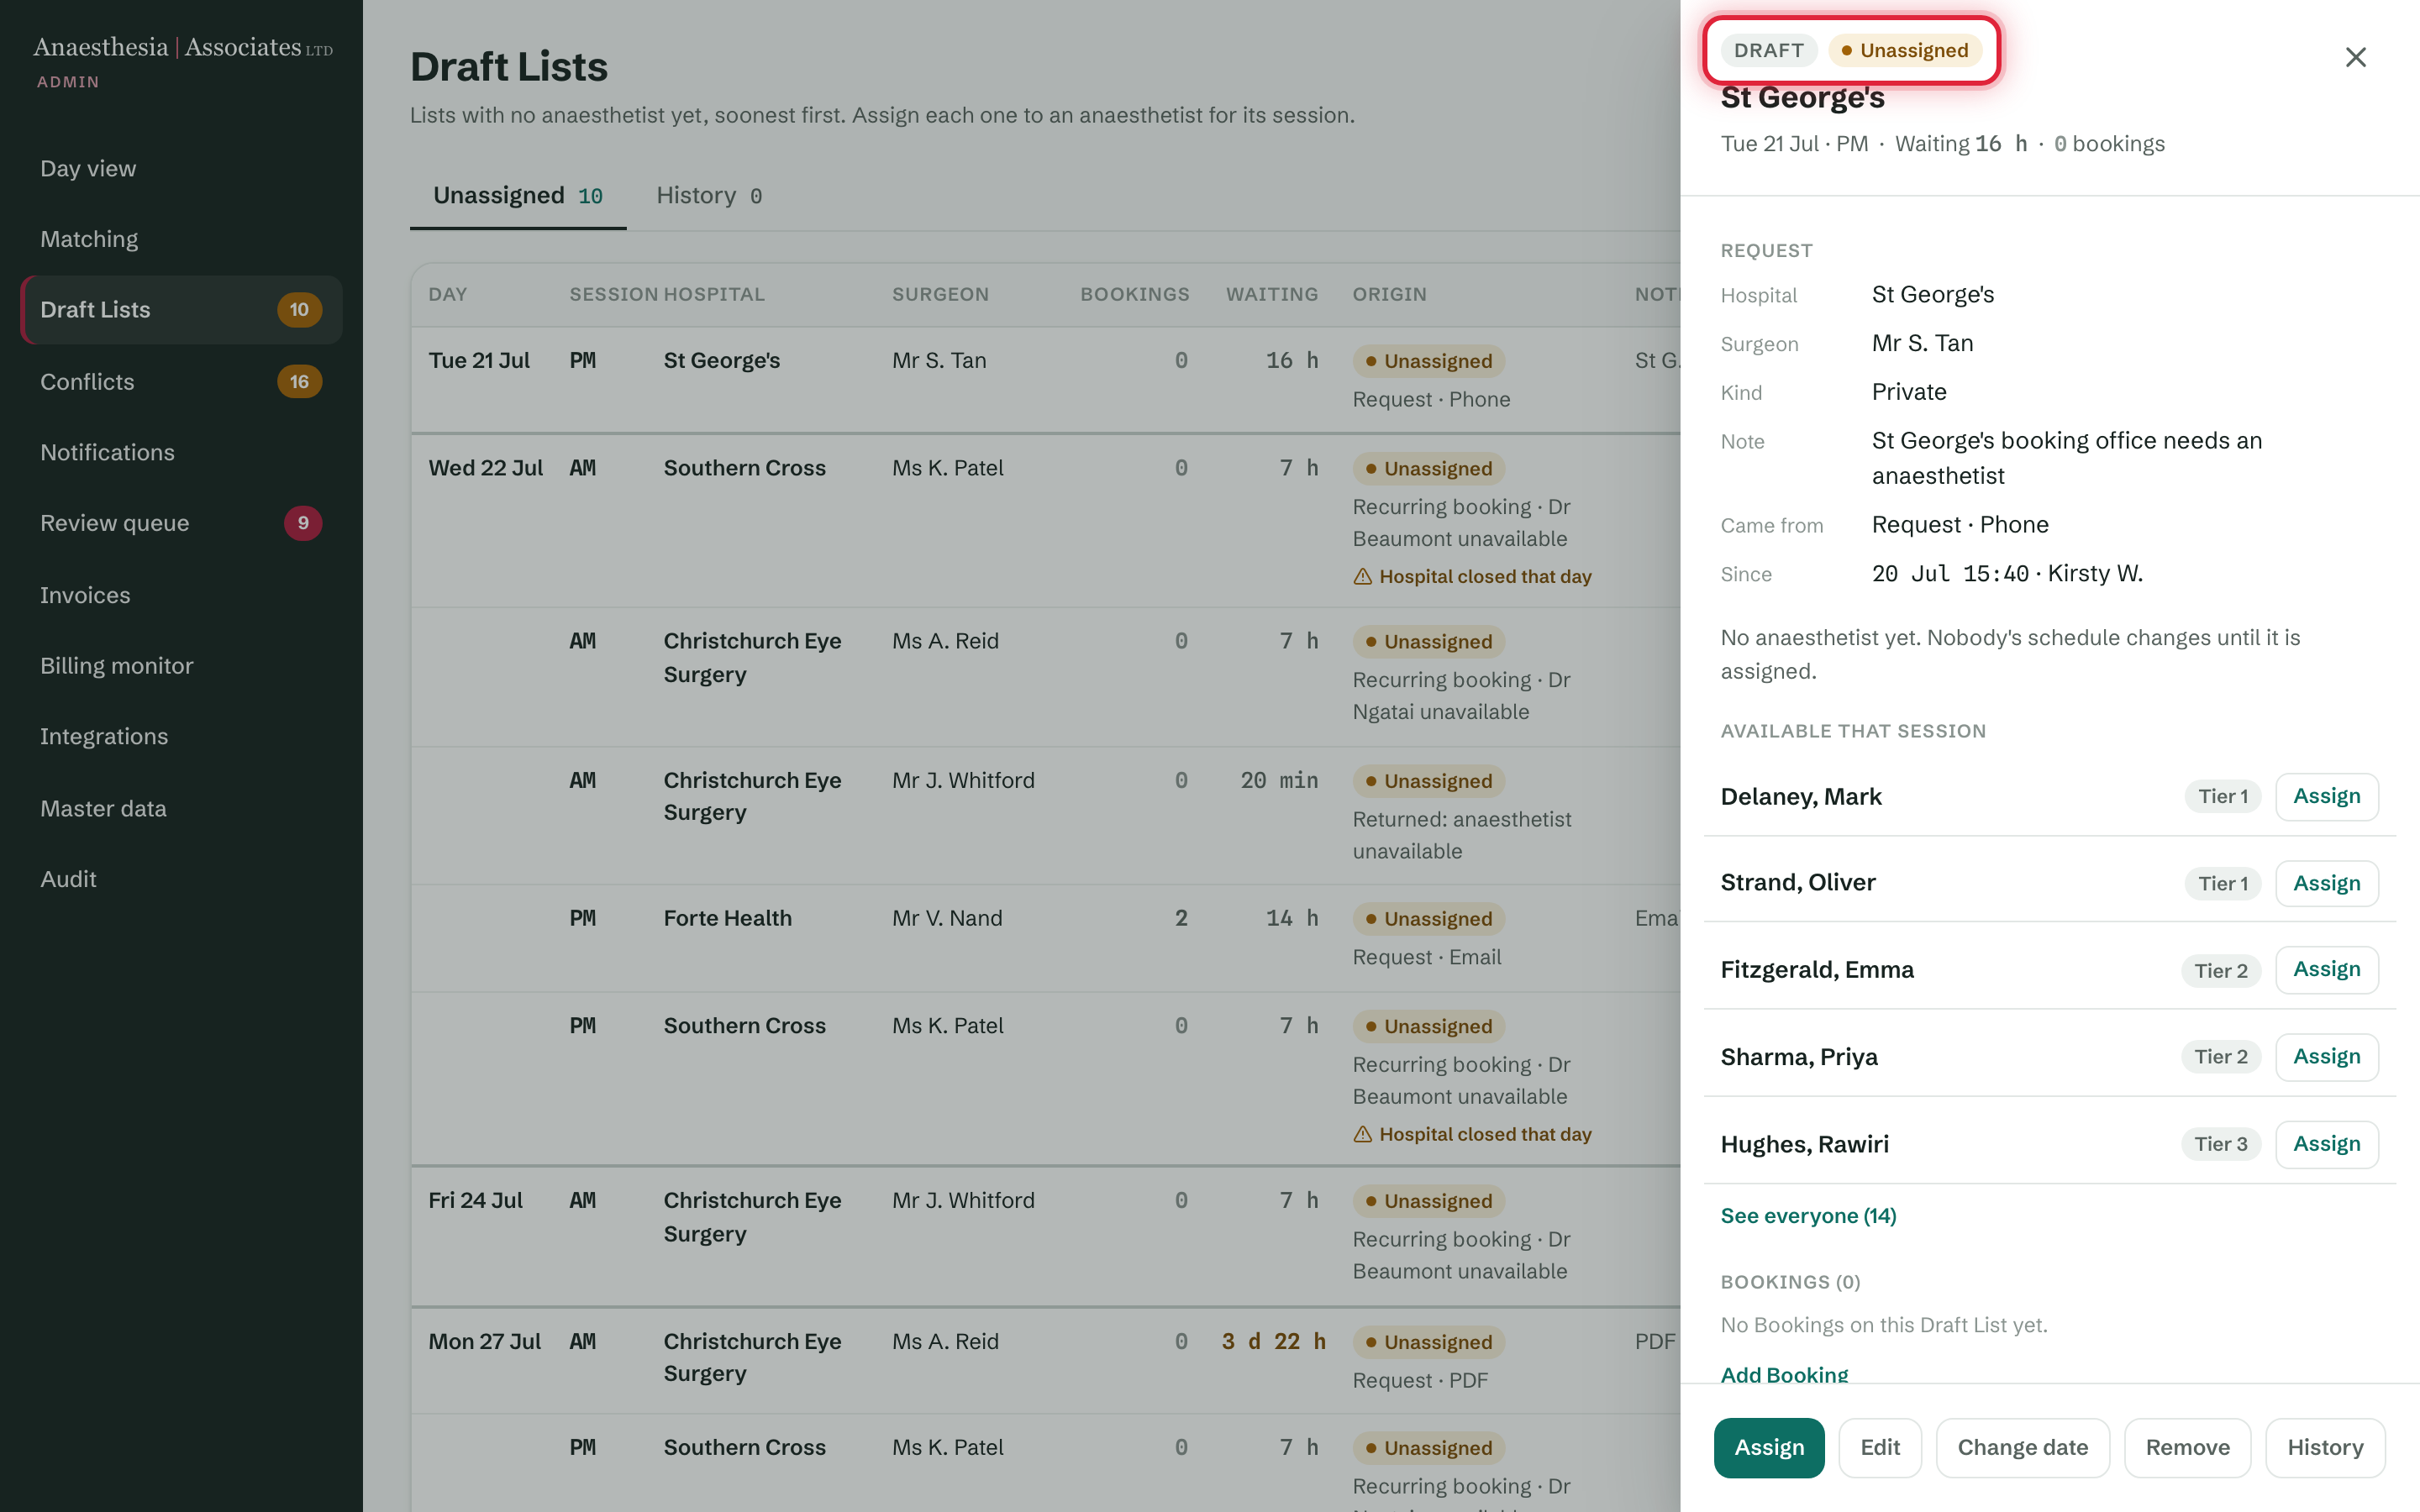 Anaesthesia | Associates LTD
ADMIN
Day view
Matching
Draft Lists 10
Conflicts 16
Notifications
Review queue 9
Invoices
Billing monitor
Integrations
Master data
Audit
Draft Lists
Lists with no anaesthetist yet, soonest first. Assign each one to an anaesthetist for its session.
Unassigned 10 History 0
DAY SESSION HOSPITAL SURGEON BOOKINGS WAITING ORIGIN
Tue 21 Jul PM St George's Mr S. Tan 0 16 h Unassigned St G.
Request · Phone
Wed 22 Jul AM Southern Cross Ms K. Patel 0 7 h Unassigned
Recurring booking · Dr
Beaumont unavailable
Hospital closed that day
AM Christchurch Eye Ms A. Reid 0 7 h Unassigned
Surgery
Recurring booking · Dr
Ngatai unavailable
AM Christchurch Eye Mr J. Whitford 0 20 min Unassigned
Surgery
Returned: anaesthetist
unavailable
PM Forte Health Mr V. Nand 2 14 h Unassigned
Request · Email
PM Southern Cross Ms K. Patel 0 7 h Unassigned
Recurring booking · Dr
Beaumont unavailable
Hospital closed that day
Fri 24 Jul AM Christchurch Eye Mr J. Whitford 0 7 h Unassigned
Surgery
Recurring booking · Dr
Beaumont unavailable
Mon 27 Jul AM Christchurch Eye Ms A. Reid 0 3 d 22 h Unassigned PDF
Surgery
Request · PDF
PM Southern Cross Ms K. Patel 0 7 h Unassigned
Recurring booking · Dr
DRAFT Unassigned
St George's
Tue 21 Jul · PM · Waiting 16 h · 0 bookings
REQUEST
Hospital St George's
Surgeon Mr S. Tan
Kind Private
Note St George's booking office needs an
anaesthetist
Came from Request · Phone
Since 20 Jul 15:40 · Kirsty W.
No anaesthetist yet. Nobody's schedule changes until it is
assigned.
AVAILABLE THAT SESSION
Delaney, Mark Tier 1 Assign
Strand, Oliver Tier 1 Assign
Fitzgerald, Emma Tier 2 Assign
Sharma, Priya Tier 2 Assign
Hughes, Rawiri Tier 3 Assign
See everyone (14)
BOOKINGS (0)
No Bookings on this Draft List yet.
Add Booking
Assign Edit Change date Remove History